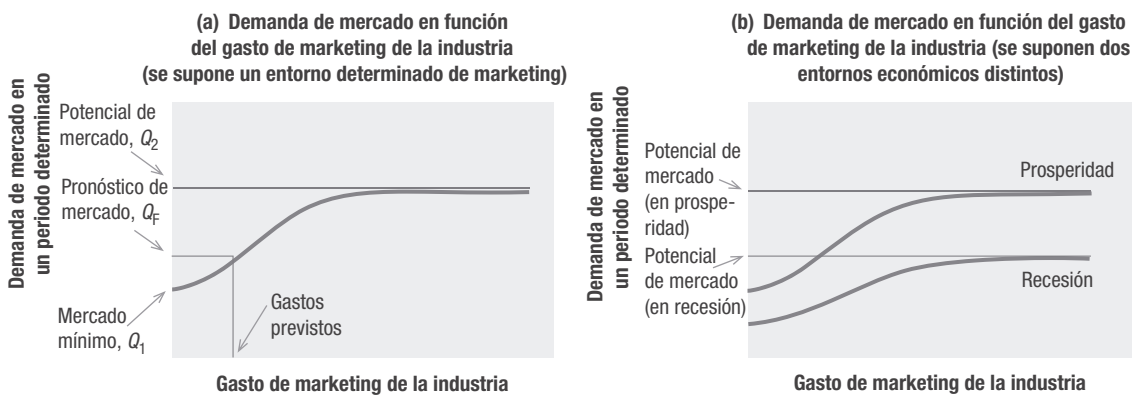 (a) Demanda de mercado en función
del gasto de marketing de la industria
(se supone un entorno determinado de marketing)
Demanda de mercado en
un periodo determinado
Potencial de
mercado, Q2
Pronóstico de
mercado, QF
Mercado
mínimo, Q1
Gastos
previstos
Gasto de marketing de la industria
(b) Demanda de mercado en función del gasto
de marketing de la industria (se suponen dos
entornos económicos distintos)
Demanda de mercado en
un periodo determinado
Potencial de
mercado
(en prospe-
ridad)
Potencial
de mercado
(en recesión)
Prosperidad
Recesión
Gasto de marketing de la industria